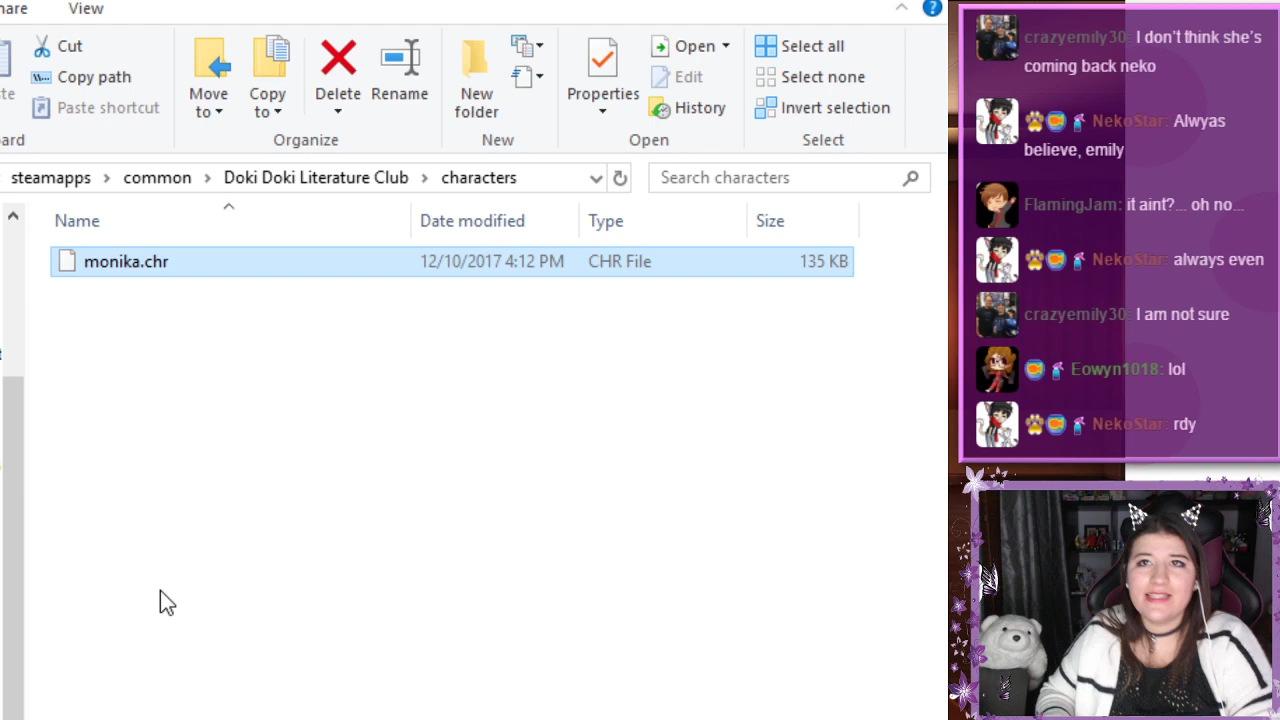 hare View
Cut
Copy path
te Paste shortcut
Move to
Copy to
Delete
Rename
New folder
Properties
Open
Edit
History
Select all
Select none
Invert selection
ard Organize New Open Select
steamapps > common > Doki Doki Literature Club > characters
Search characters
Name Date modified Type Size
monika.chr 12/10/2017 4:12 PM CHR File 135 KB
crazyemily30: I don't think she's
coming back neko
NekoStar: Alwyas
believe, emily
FlamingJam: it aint?... oh no...
NekoStar: always even
crazyemily30: I am not sure
Eowyn1018: lol
NekoStar: rdy